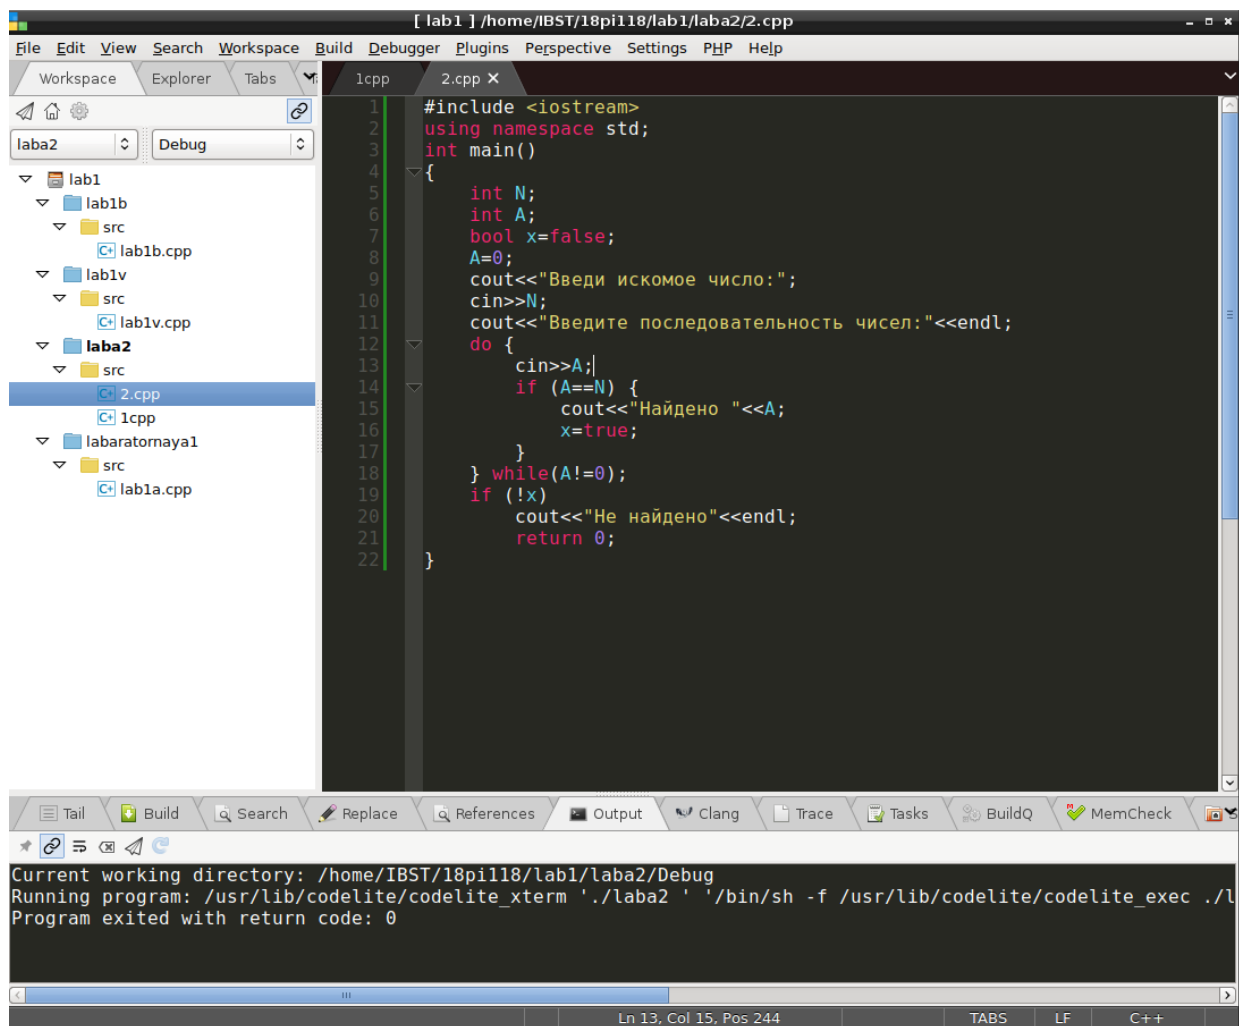 [ lab1 ] /home/IBST/18pi118/lab1/laba2/2.cpp
File Edit View Search Workspace Build Debugger Plugins Perspective Settings PHP Help
Workspace Explorer Tabs
1cpp 2.cpp
laba2 Debug
lab1
lab1b
src
lab1b.cpp
lab1v
src
lab1v.cpp
laba2
src
2.cpp
1cpp
labaratornaya1
src
lab1a.cpp
1 #include <iostream>
2 using namespace std;
3 int main()
4 {
5 int N;
6 int A;
7 bool x=false;
8 A=0;
9 cout<<"Введи искомое число:";
10 cin>>N;
11 cout<<"Введите последовательность чисел:"<<endl;
12 do {
13 cin>>A;
14 if (A==N) {
15 cout<<"Найдено "<<A;
16 x=true;
17 }
18 } while(A!=0);
19 if (!x)
20 cout<<"Не найдено"<<endl;
21 return 0;
22 }
Tail Build Search Replace References Output Clang Trace Tasks BuildQ MemCheck
Current working directory: /home/IBST/18pi118/lab1/laba2/Debug
Running program: /usr/lib/codelite/codelite_xterm './laba2 ' '/bin/sh -f /usr/lib/codelite/codelite_exec ./l
Program exited with return code: 0
Ln 13, Col 15, Pos 244 TABS LF C++